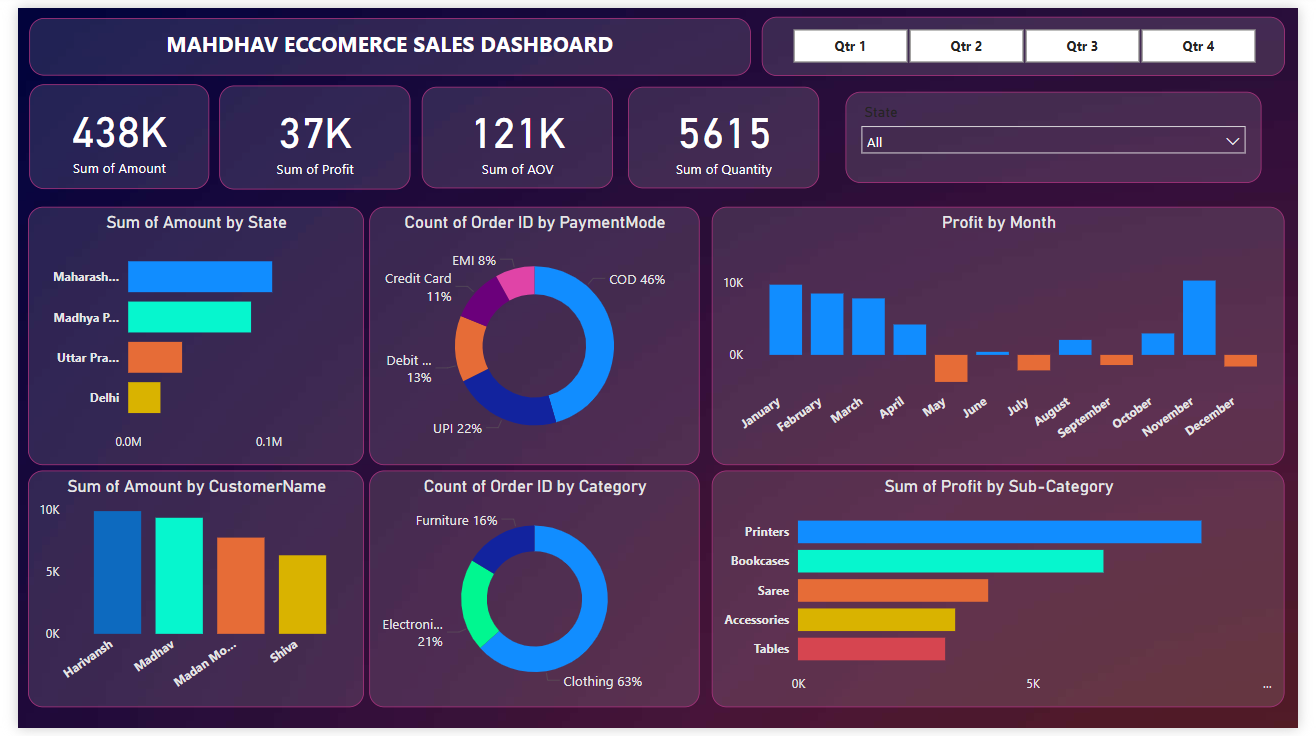 MAHDHAV ECCOMERCE SALES DASHBOARD
Qtr 1
Qtr 2
Qtr 3
Qtr 4
438K
Sum of Amount
37K
Sum of Profit
121K
Sum of AOV
5615
Sum of Quantity
State
All
Sum of Amount by State
Maharash...
Madhya P...
Uttar Pra...
Delhi
0.0M
0.1M
Count of Order ID by PaymentMode
EMI 8%
Credit Card
11%
COD 46%
Debit ...
13%
UPI 22%
Profit by Month
10K
0K
January
February
March
April
May
June
July
August
September
October
November
December
Sum of Amount by CustomerName
10K
5K
0K
Harivansh
Madhav
Madan Mo...
Shiva
Count of Order ID by Category
Furniture 16%
Electroni...
21%
Clothing 63%
Sum of Profit by Sub-Category
Printers
Bookcases
Saree
Accessories
Tables
0K
5K
...